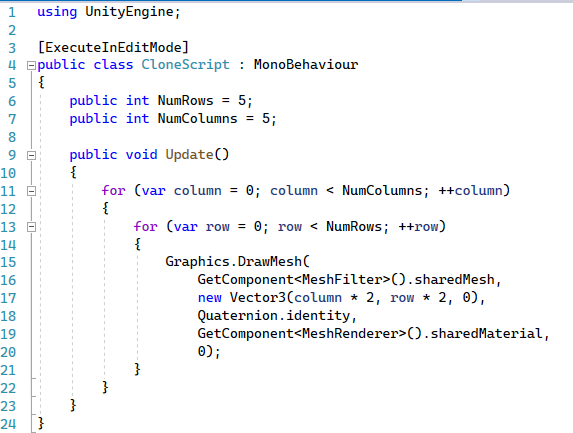 1 using UnityEngine;
2
3 [ExecuteInEditMode]
4 public class CloneScript : MonoBehaviour
5 {
6     public int NumRows = 5;
7     public int NumColumns = 5;
8
9     public void Update()
10     {
11         for (var column = 0; column < NumColumns; ++column)
12         {
13             for (var row = 0; row < NumRows; ++row)
14             {
15                 Graphics.DrawMesh(
16                     GetComponent<MeshFilter>().sharedMesh,
17                     new Vector3(column * 2, row * 2, 0),
18                     Quaternion.identity,
19                     GetComponent<MeshRenderer>().sharedMaterial,
20                     0);
21             }
22         }
23     }
24 }